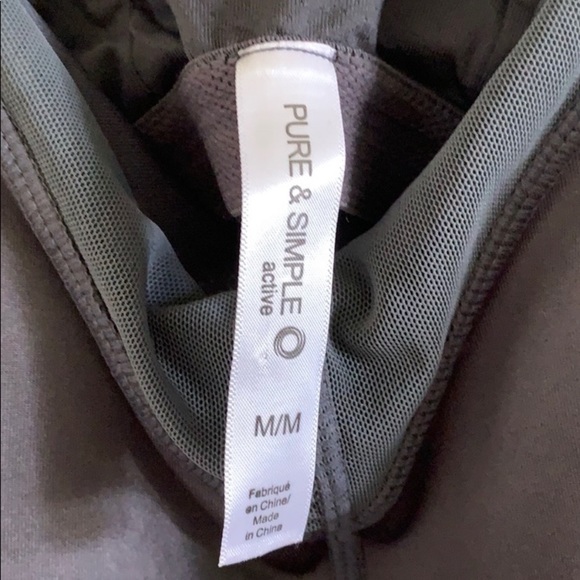 PURE & SIMPLE
active
M/M
Fabriqué
en Chine/
Made
in China